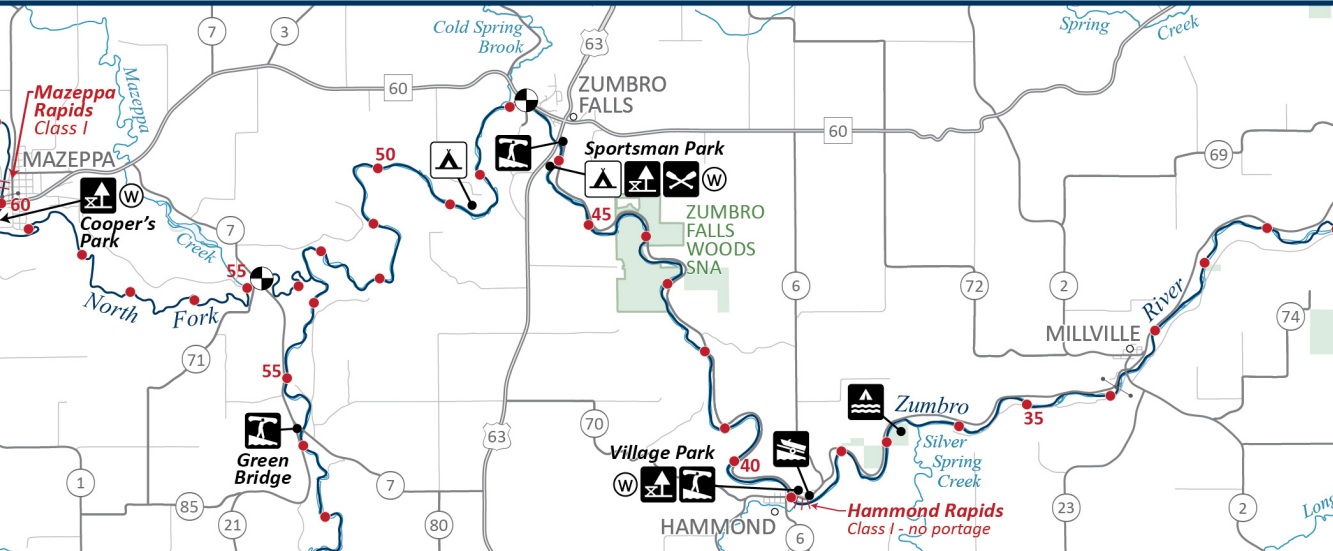 7
3
Cold Spring
Brook
63
Spring
Creek
Mazeppa
Rapids
Class I
Mazeppa
60
ZUMBRO
FALLS
60
MAZEPPA
50
Sportsman Park
69
W
W
60
Cooper's
Park
45
ZUMBRO
FALLS
WOODS
SNA
7
Creek
55
6
72
2
River
North
Fork
74
MILLVILLE
71
55
Zumbro
35
70
63
Green
Bridge
Village Park
Silver
Spring
Creek
40
W
1
7
85
21
80
Hammond Rapids
Class I - no portage
HAMMOND
6
23
2
Long